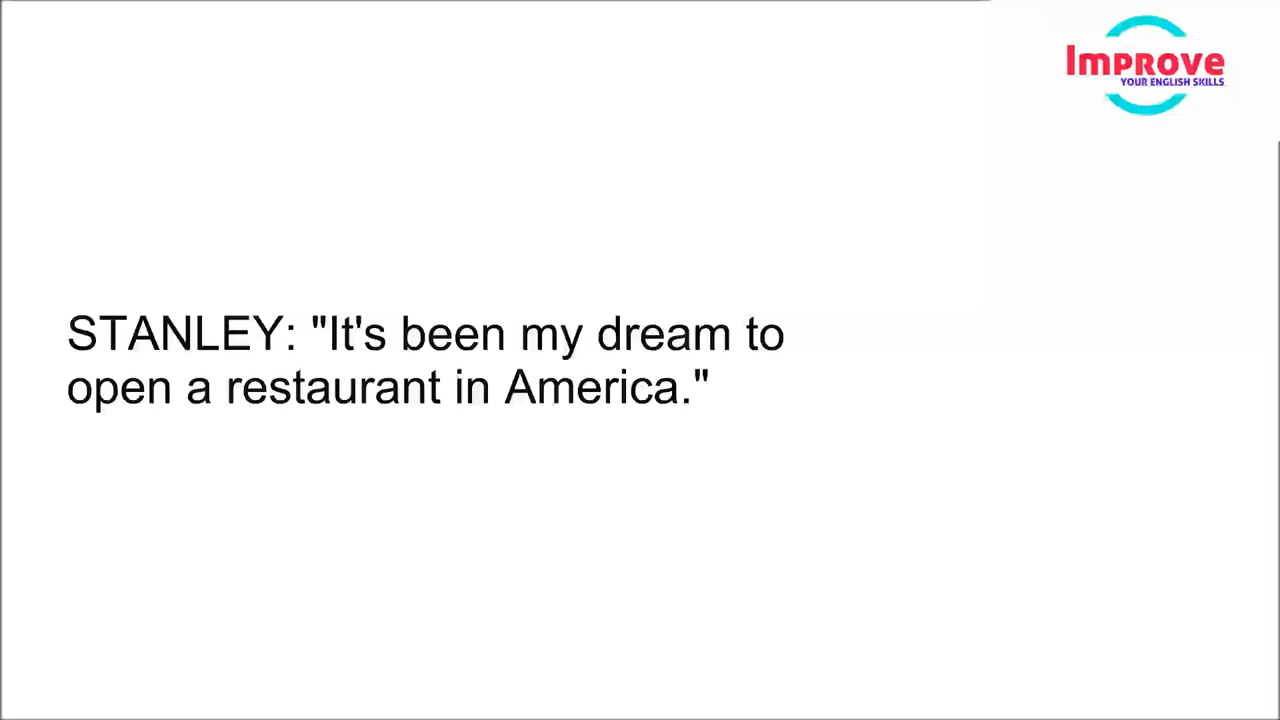 Improve
YOUR ENGLISH SKILLS
STANLEY: "It's been my dream to
open a restaurant in America."